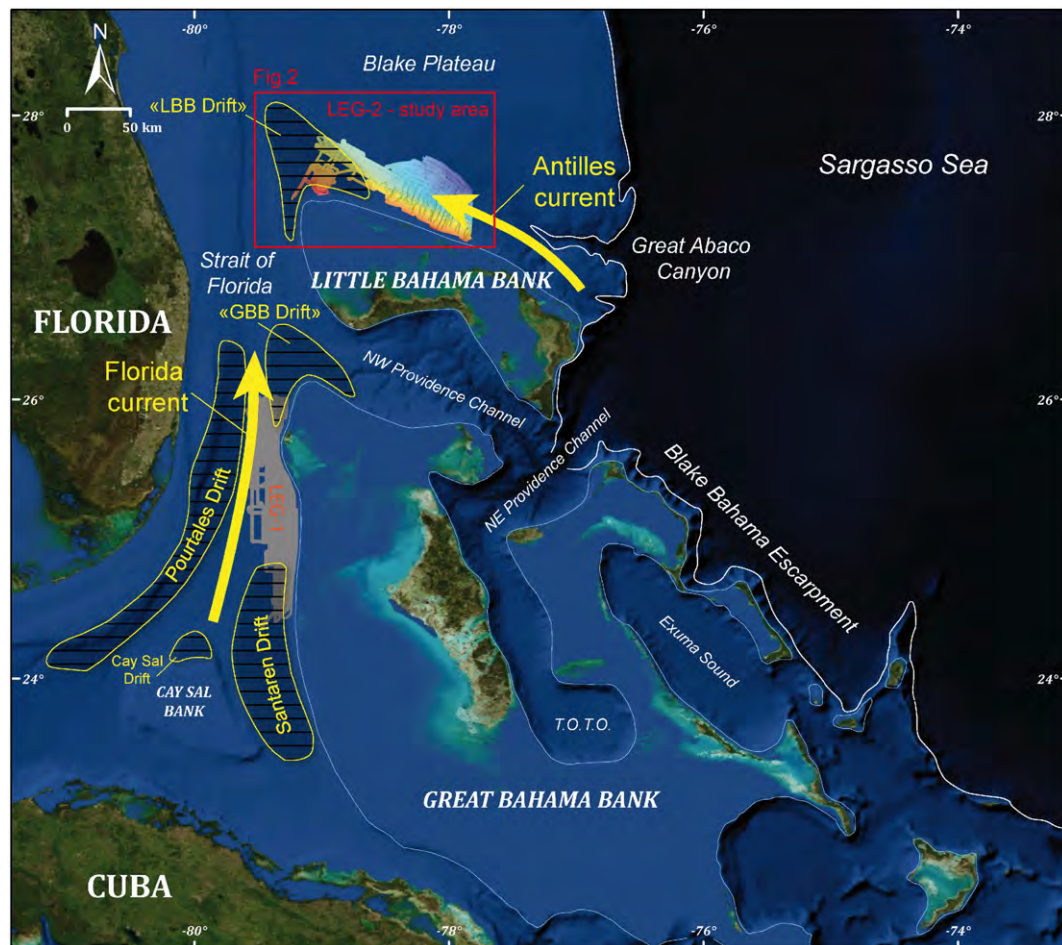 -80°
-78°
-76°
-74°
N
0
50 km
Blake Plateau
Fig.2
«LBB Drift»
LEG-2 - study area
28°
28°
Antilles
current
Sargasso Sea
Great Abaco
Canyon
Strait of
Florida
LITTLE BAHAMA BANK
«GBB Drift»
FLORIDA
Florida
current
NW Providence Channel
26°
26°
NE Providence Channel
Blake Bahama Escarpment
LEG-1
Pourtales Drift
Cay Sal
Drift
CAY SAL
BANK
Santaren Drift
Exuma Sound
24°
24°
T.O.T.O.
GREAT BAHAMA BANK
CUBA
-80°
-78°
-76°
-74°